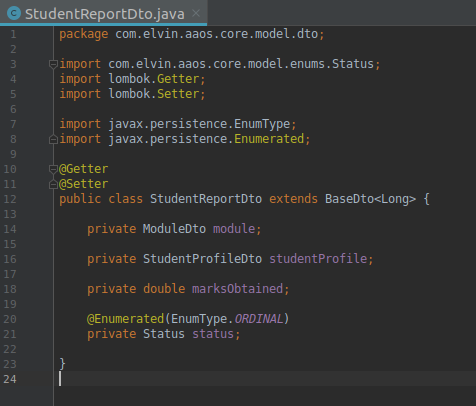 StudentReportDto.java
1 package com.elvin.aaos.core.model.dto;
2
3 import com.elvin.aaos.core.model.enums.Status;
4 import lombok.Getter;
5 import lombok.Setter;
6
7 import javax.persistence.EnumType;
8 import javax.persistence.Enumerated;
9
10 @Getter
11 @Setter
12 public class StudentReportDto extends BaseDto<Long> {
13
14     private ModuleDto module;
15
16     private StudentProfileDto studentProfile;
17
18     private double marksObtained;
19
20     @Enumerated(EnumType.ORDINAL)
21     private Status status;
22
23 }
24